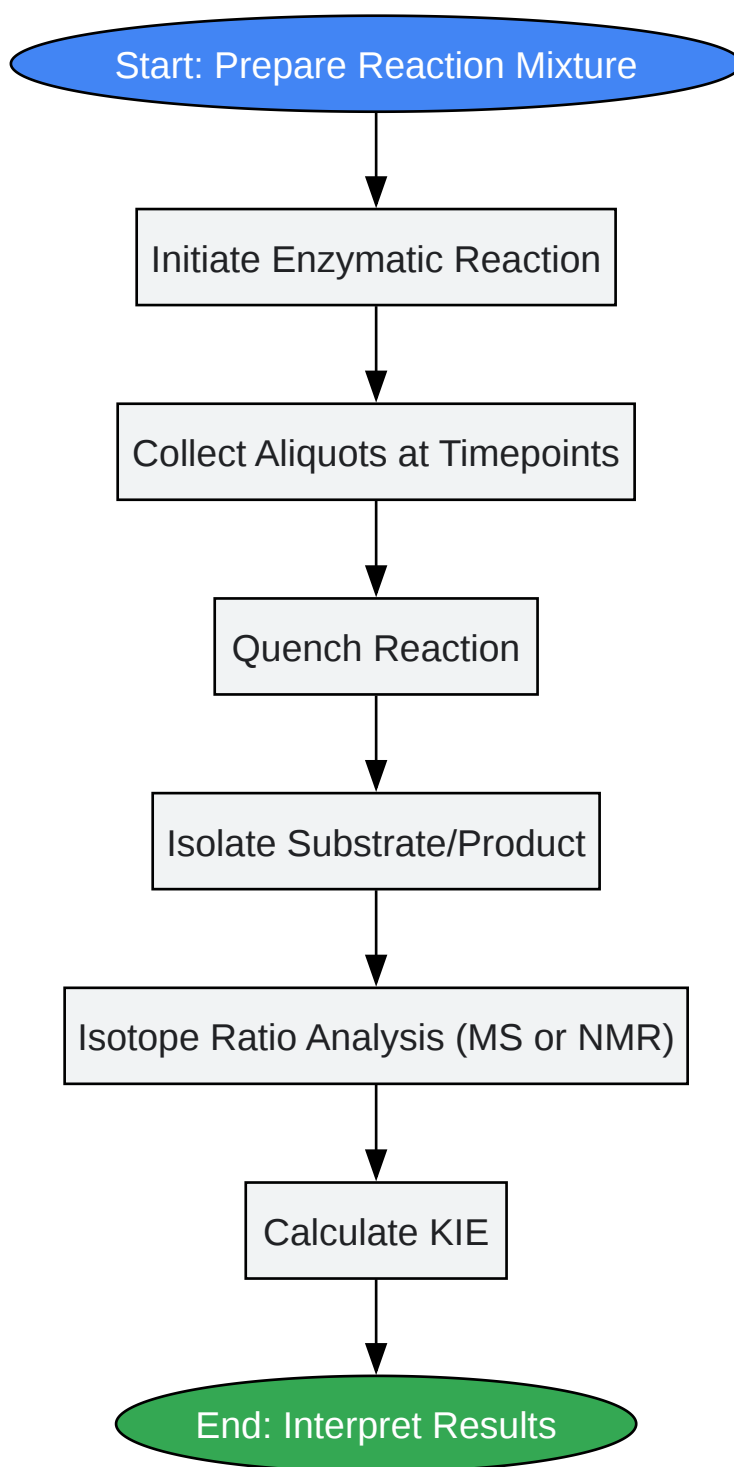 Start: Prepare Reaction Mixture
Initiate Enzymatic Reaction
Collect Aliquots at Timepoints
Quench Reaction
Isolate Substrate/Product
Isotope Ratio Analysis (MS or NMR)
Calculate KIE
End: Interpret Results